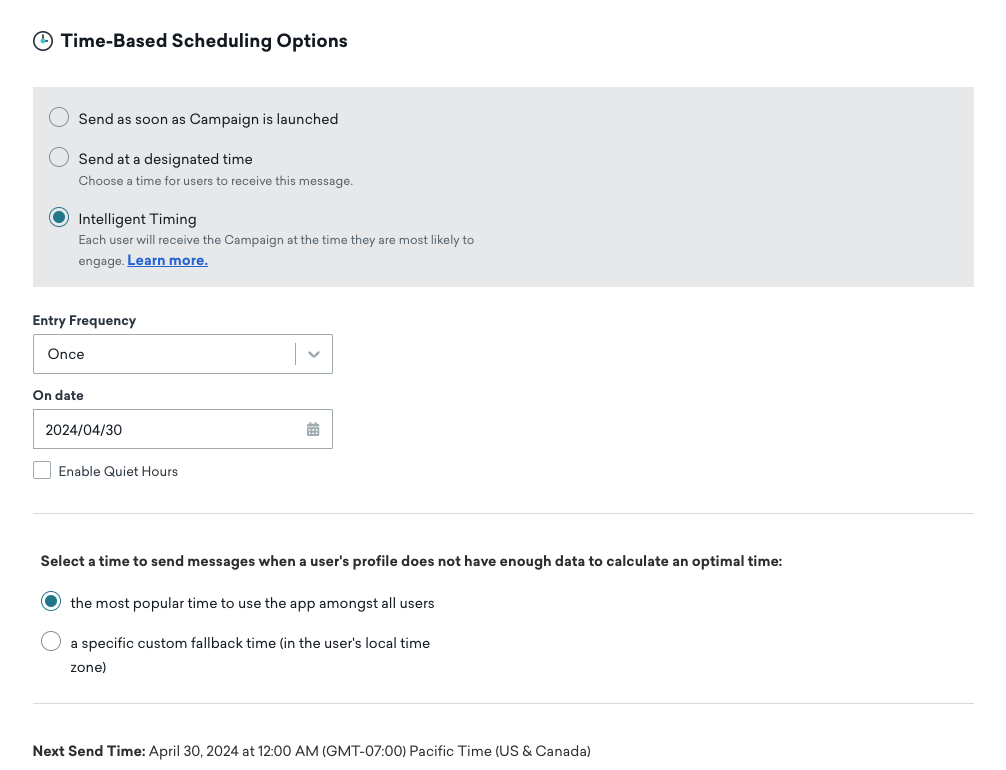 Time-Based Scheduling Options
Send as soon as Campaign is launched
Send at a designated time
Choose a time for users to receive this message.
Intelligent Timing
Each user will receive the Campaign at the time they are most likely to
engage. Learn more.
Entry Frequency
Once
On date
2024/04/30
Enable Quiet Hours
Select a time to send messages when a user's profile does not have enough data to calculate an optimal time:
the most popular time to use the app amongst all users
a specific custom fallback time (in the user's local time
zone)
Next Send Time: April 30, 2024 at 12:00 AM (GMT-07:00) Pacific Time (US & Canada)